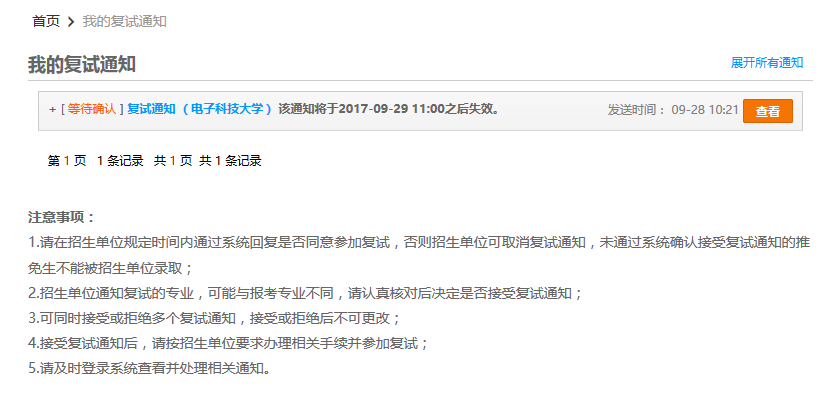 首页 > 我的复试通知
我的复试通知 展开所有通知
+ [ 等待确认 ] 复试通知 （电子科技大学） 该通知将于2017-09-29 11:00之后失效。 发送时间： 09-28 10:21 查看
第 1 页 1 条记录 共 1 页 共 1 条记录
注意事项：
1.请在招生单位规定时间内通过系统回复是否同意参加复试，否则招生单位可取消复试通知，未通过系统确认接受复试通知的推
免生不能被招生单位录取；
2.招生单位通知复试的专业，可能与报考专业不同，请认真核对后决定是否接受复试通知；
3.可同时接受或拒绝多个复试通知，接受或拒绝后不可更改；
4.接受复试通知后，请按招生单位要求办理相关手续并参加复试；
5.请及时登录系统查看并处理相关通知。